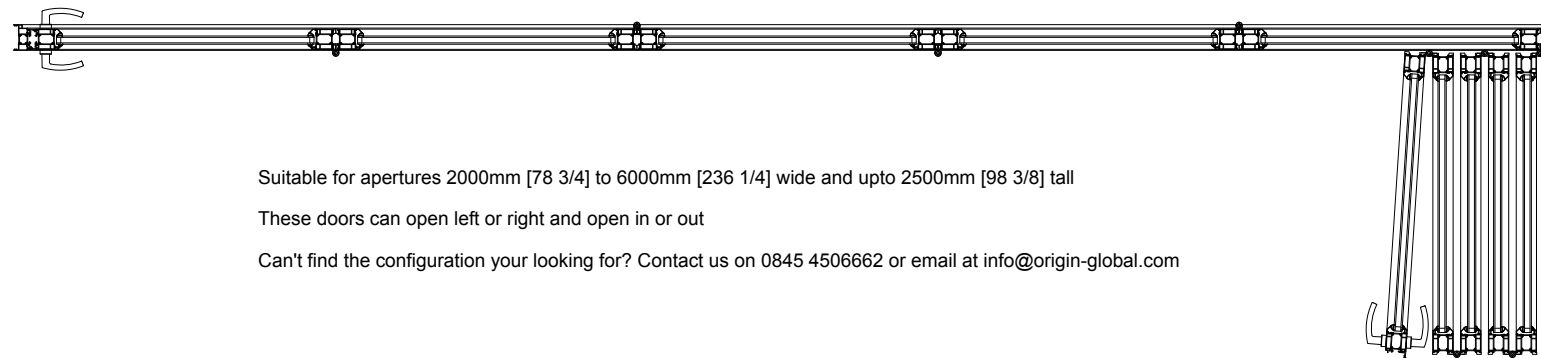 Suitable for apertures 2000mm [78 3/4] to 6000mm [236 1/4] wide and upto 2500mm [98 3/8] tall
These doors can open left or right and open in or out
Can't find the configuration your looking for? Contact us on 0845 4506662 or email at info@origin-global.com